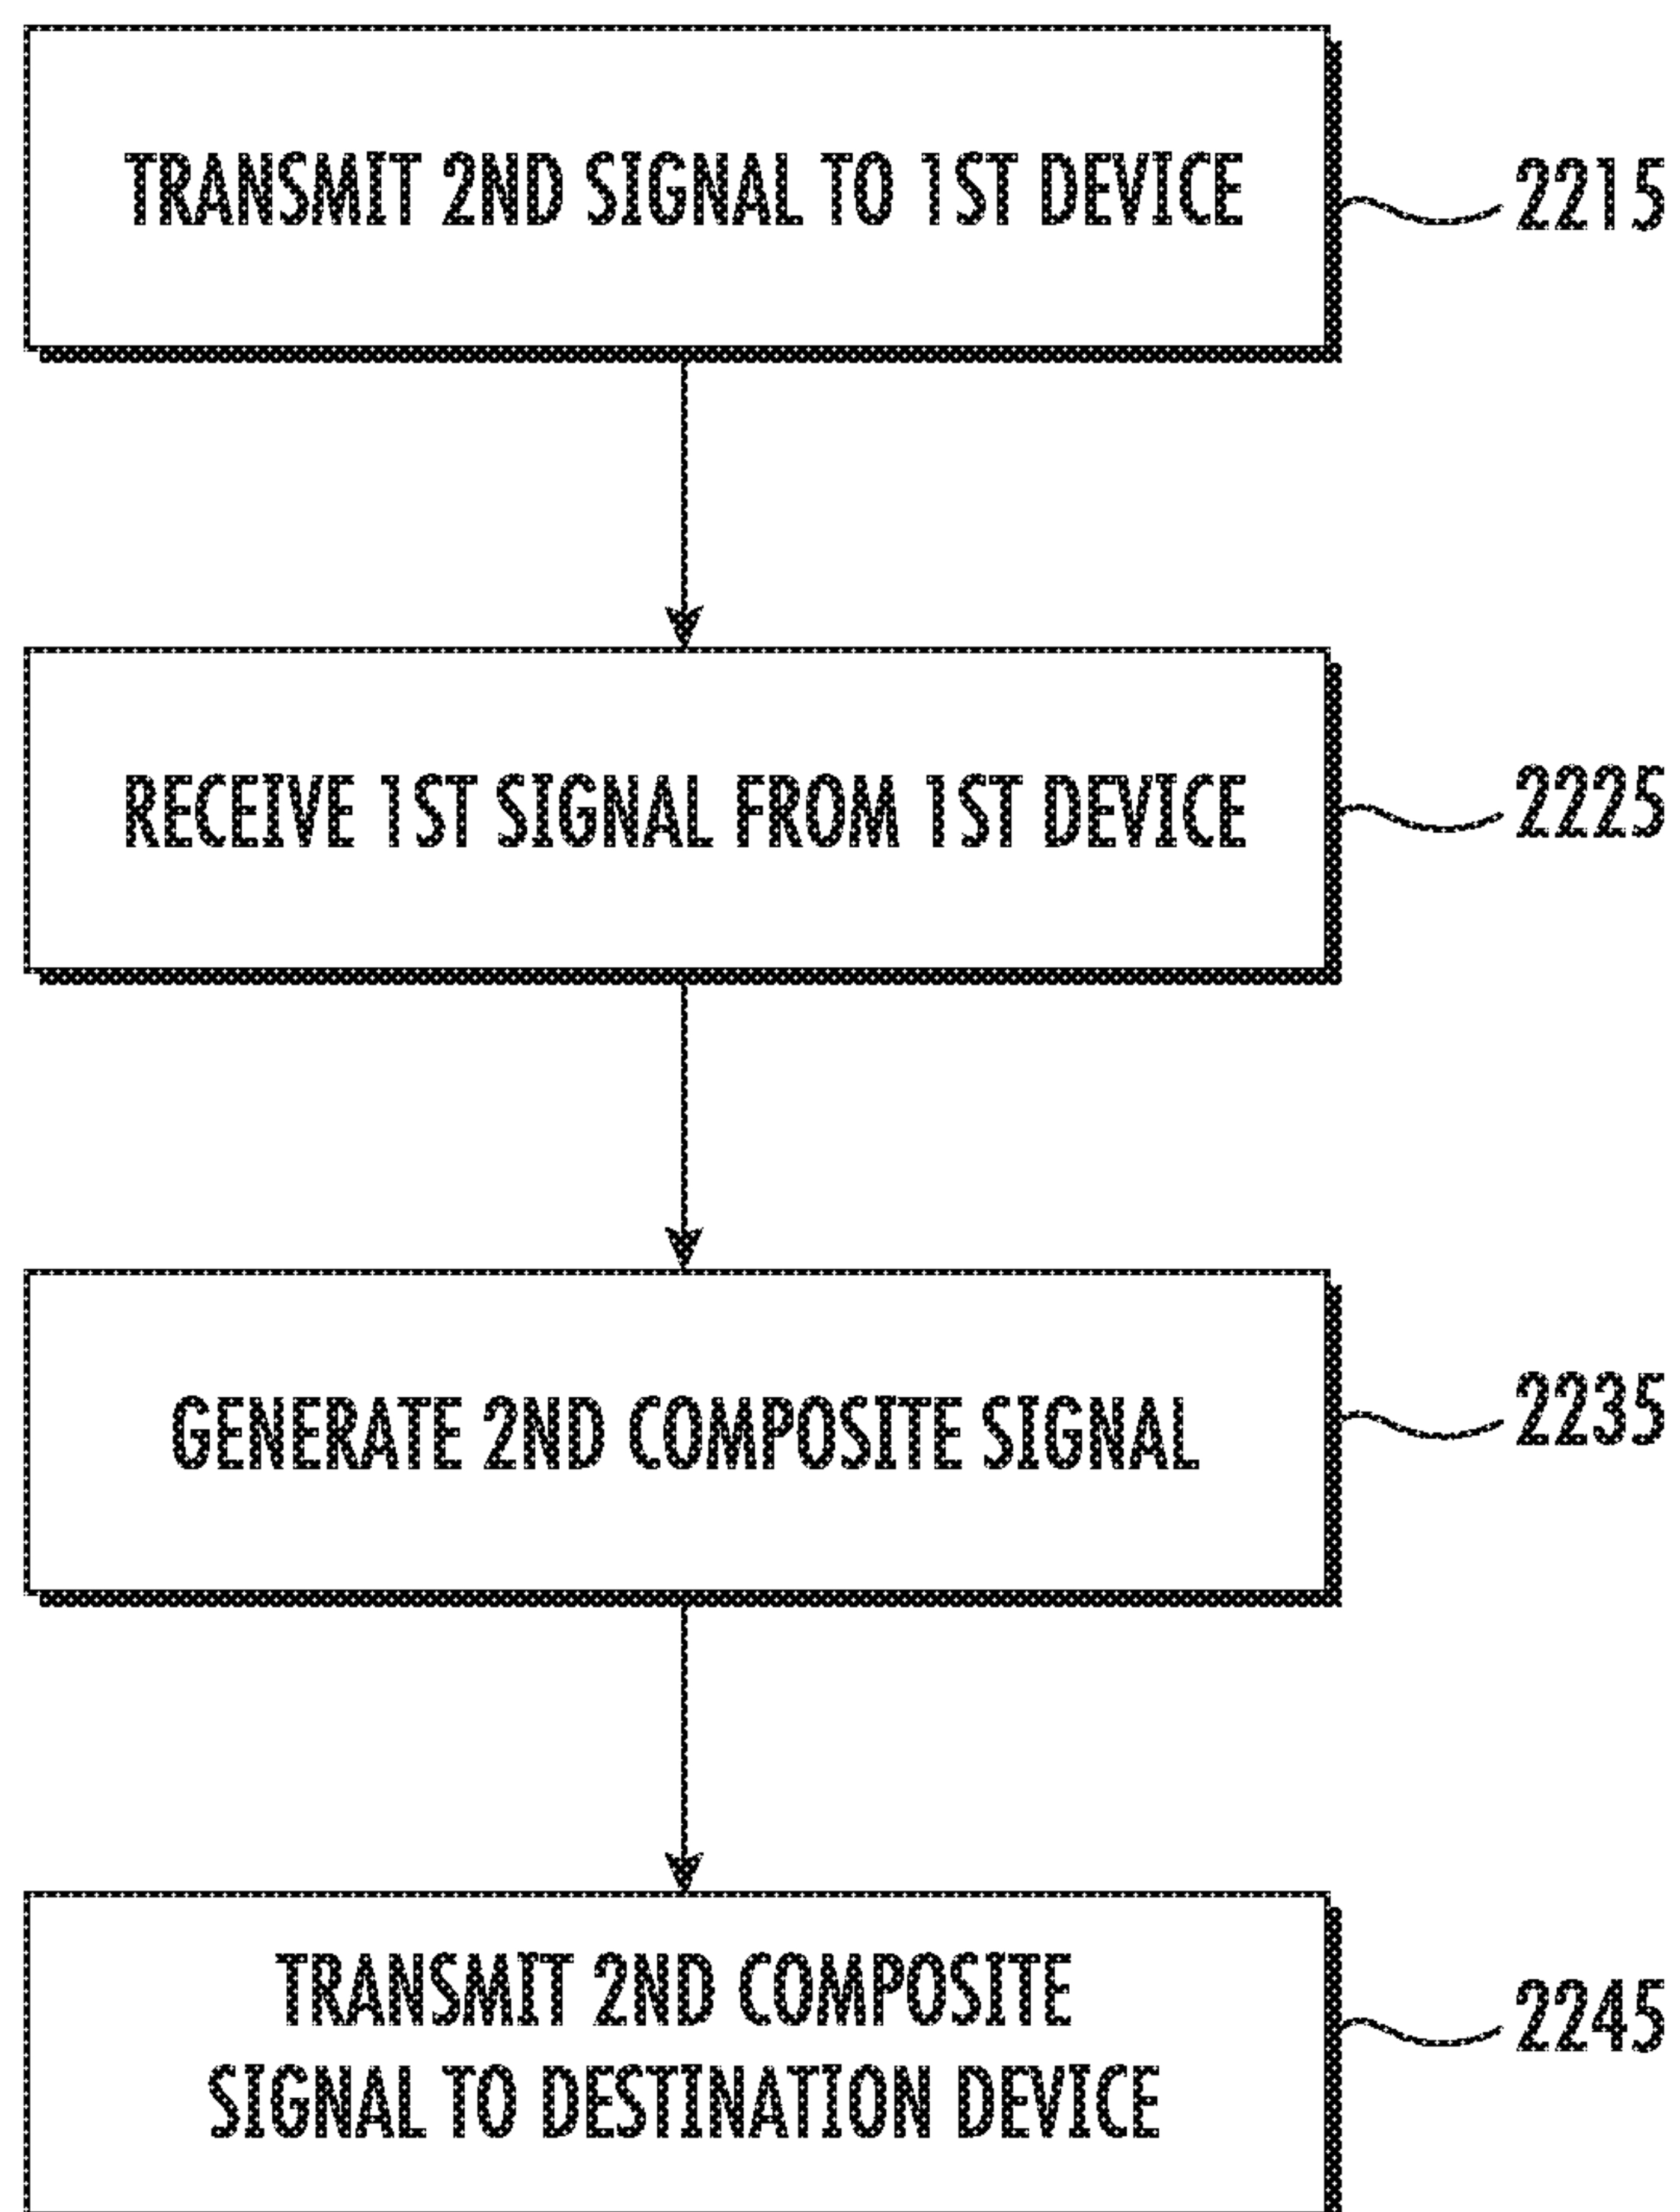 TRANSMIT 2ND SIGNAL TO 1ST DEVICE
2215
RECEIVE 1ST SIGNAL FROM 1ST DEVICE
2225
GENERATE 2ND COMPOSITE SIGNAL
2235
TRANSMIT 2ND COMPOSITE
SIGNAL TO DESTINATION DEVICE
2245